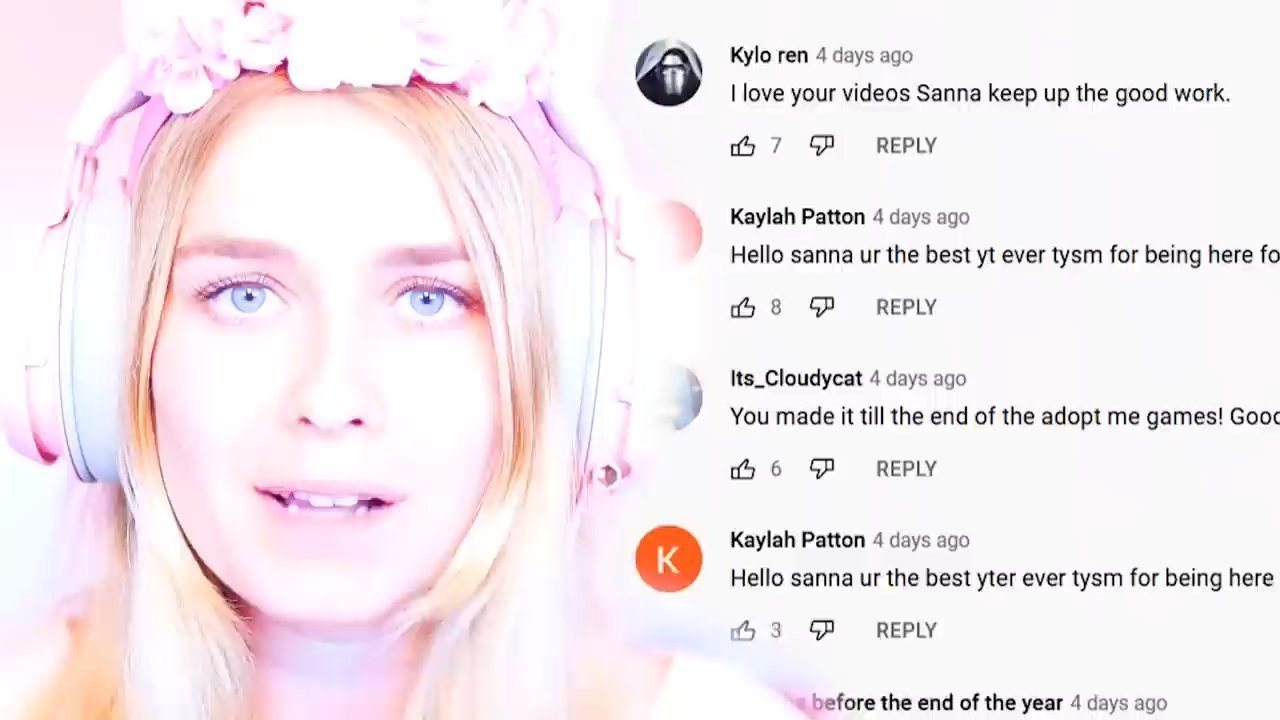 Kylo ren 4 days ago
I love your videos Sanna keep up the good work.
7 REPLY
Kaylah Patton 4 days ago
Hello sanna ur the best yt ever tysm for being here fo
8 REPLY
Its_Cloudycat 4 days ago
You made it till the end of the adopt me games! Good
6 REPLY
K
Kaylah Patton 4 days ago
Hello sanna ur the best yter ever tysm for being here
3 REPLY
before the end of the year 4 days ago